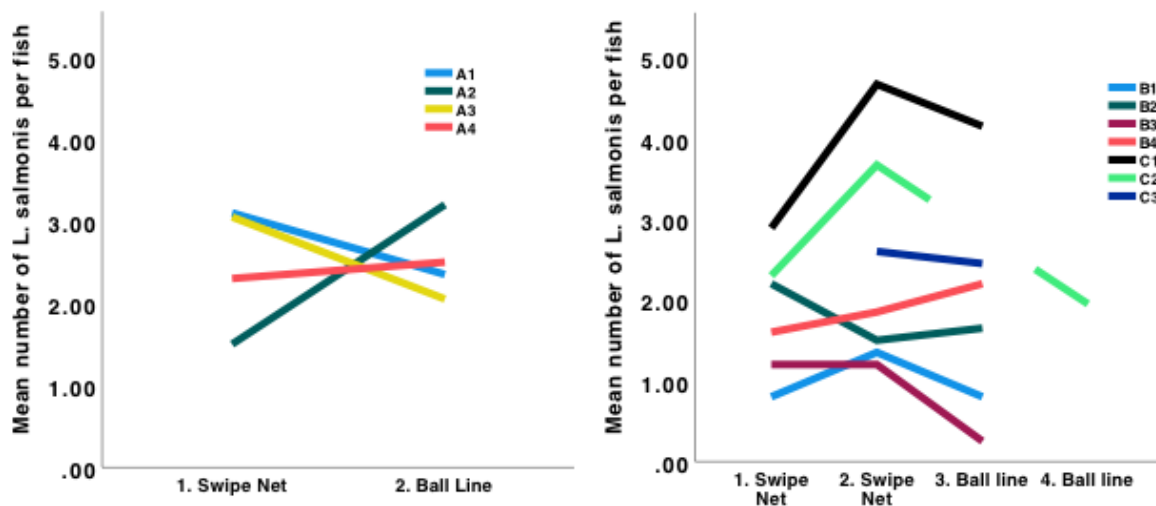 Mean number of L. salmonis per fish
5.00
4.00
3.00
2.00
1.00
.00
A1
A2
A3
A4
1. Swipe Net
2. Ball Line
Mean number of L. salmonis per fish
5.00
4.00
3.00
2.00
1.00
.00
B1
B2
B3
B4
C1
C2
C3
1. Swipe
Net
2. Swipe
Net
3. Ball line
4. Ball line